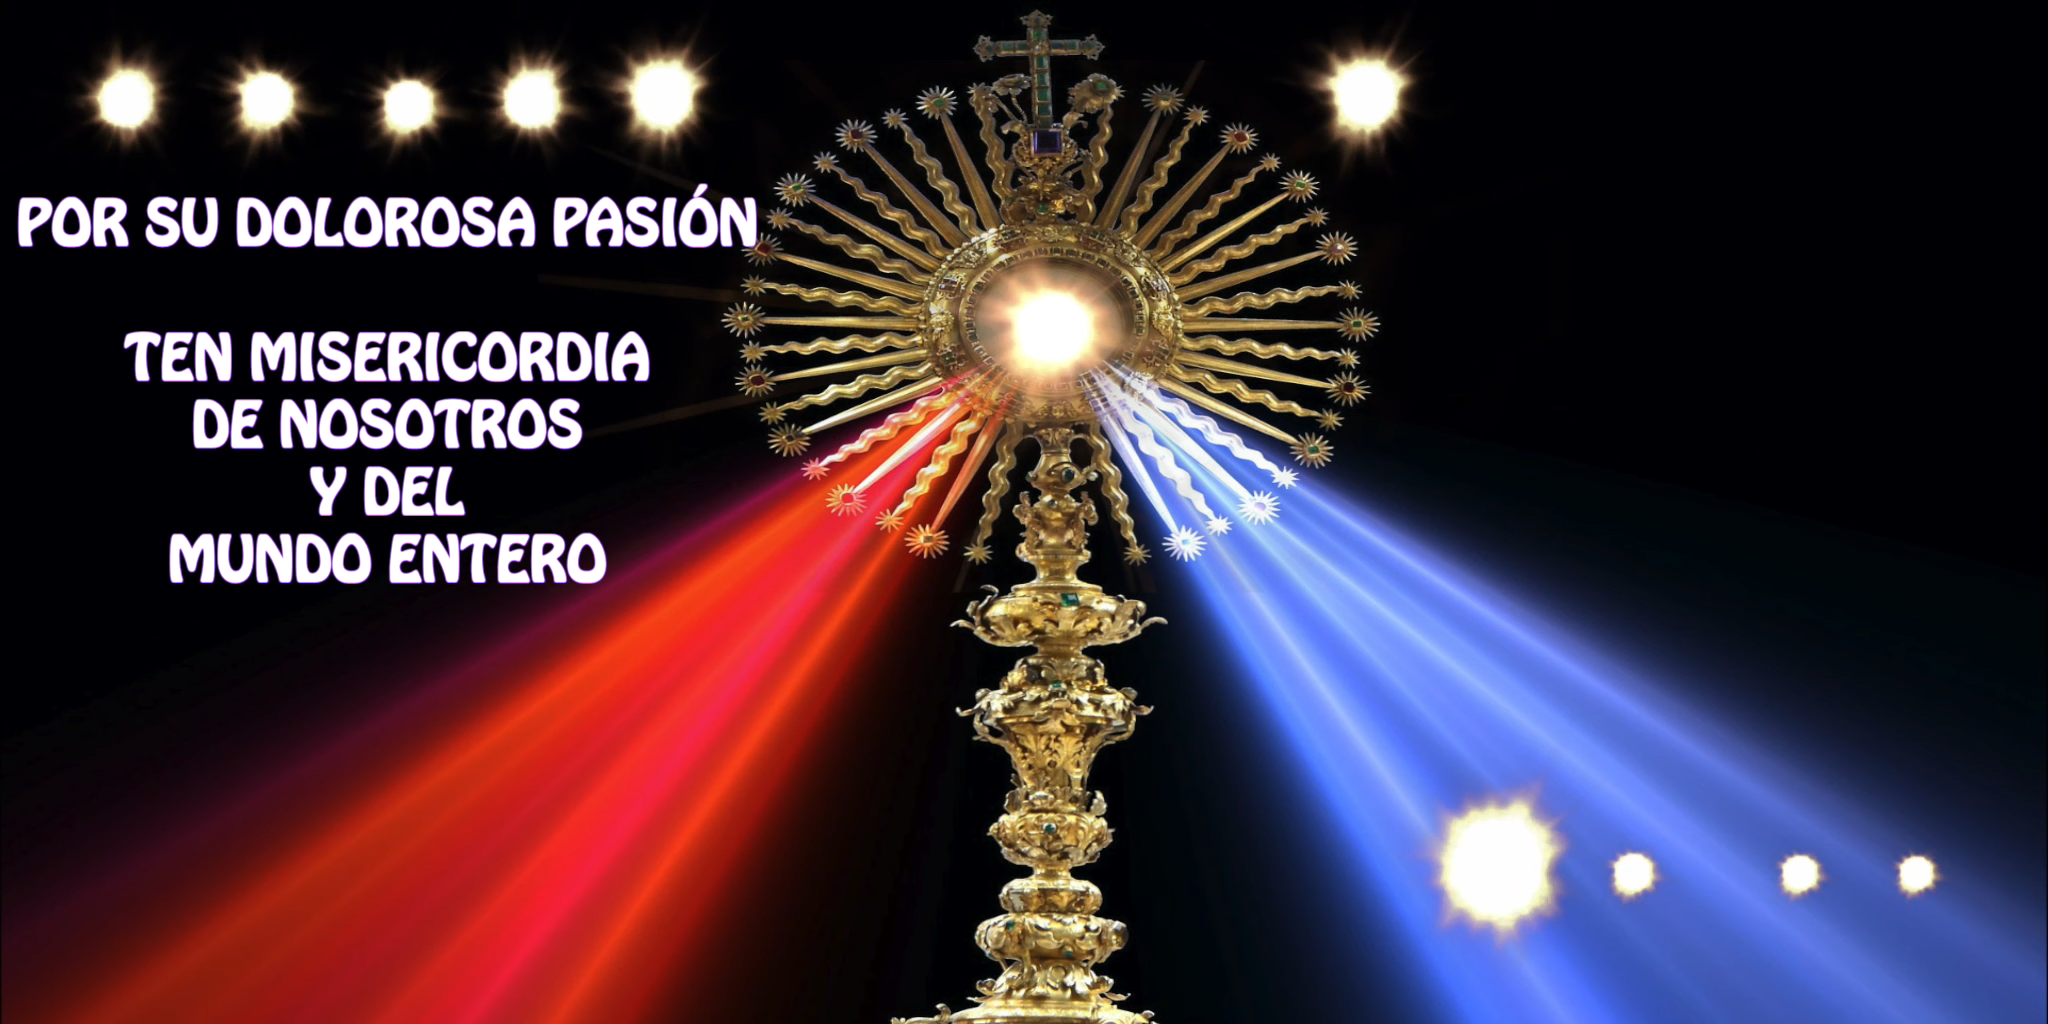 POR SU DOLOROSA PASIÓN
TEN MISERICORDIA
DE NOSOTROS
Y DEL
MUNDO ENTERO